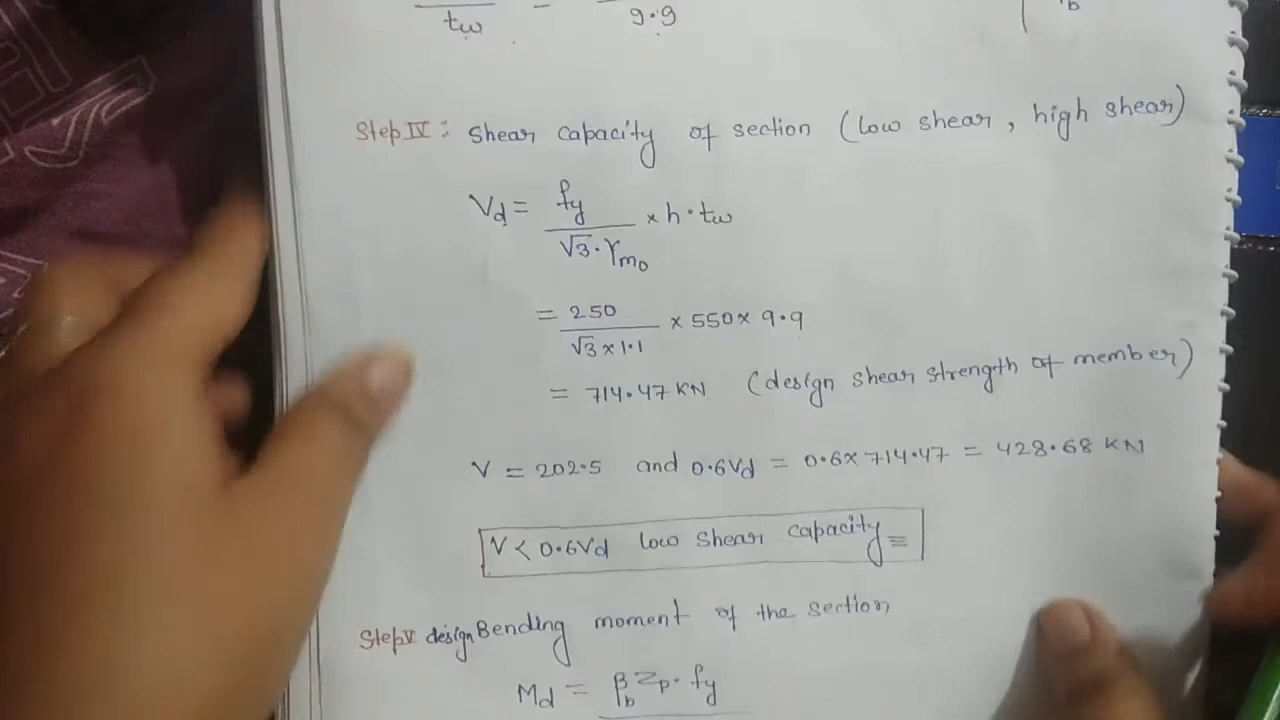 tw = 9.9
b
Step IV: Shear capacity of section (low shear, high shear)
Vd = fy / √3·γm0 × h·tw
= 250 / √3×1.1 × 550 × 9.9
= 714.47 KN (design shear strength of member)
V = 202.5 and 0.6Vd = 0.6×714.47 = 428.68 KN
V < 0.6Vd low shear capacity
Step V design Bending moment of the section
Md = βb Zp·fy